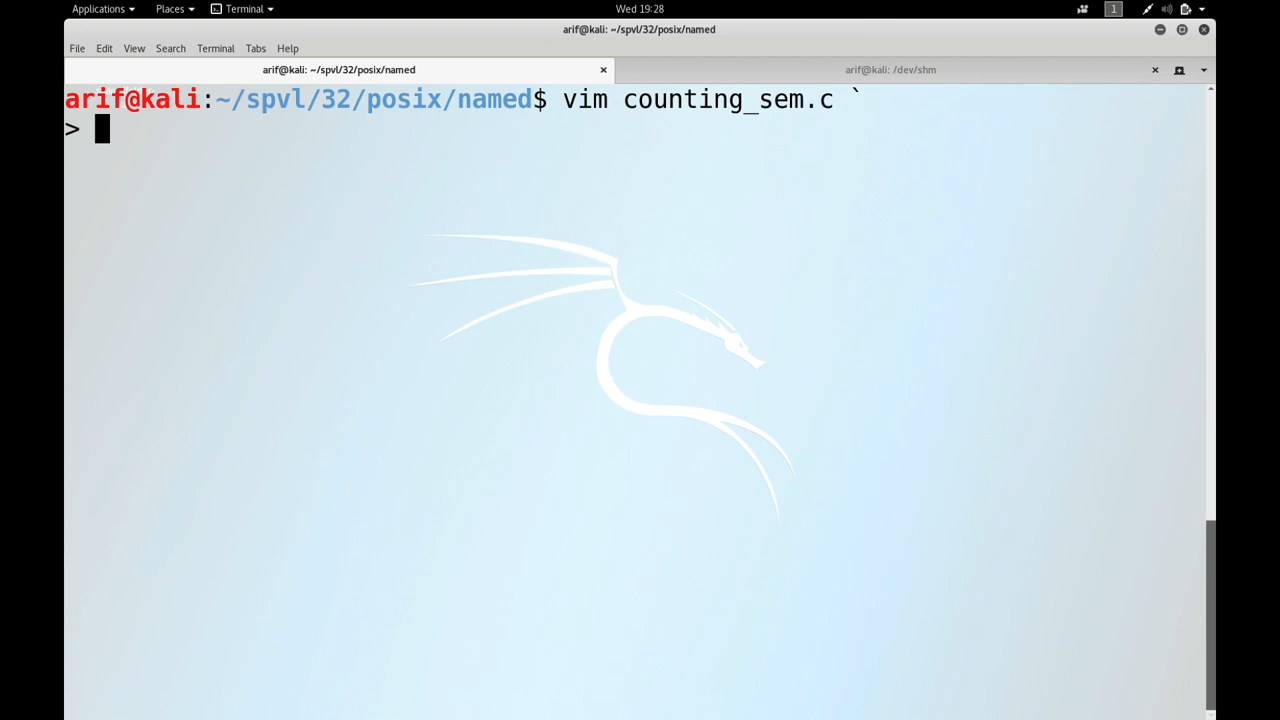 Applications Places Terminal Wed 19:28 1
arif@kali: ~/spvl/32/posix/named
File Edit View Search Terminal Tabs Help
arif@kali: ~/spvl/32/posix/named arif@kali: /dev/shm
arif@kali:~/spvl/32/posix/named$ vim counting_sem.c `
>